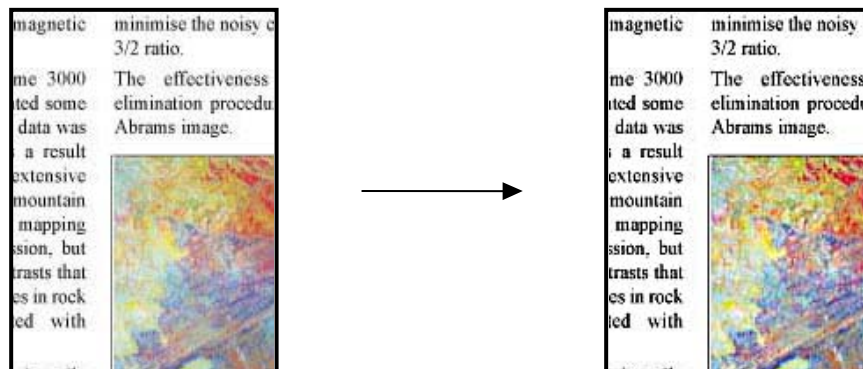 magnetic
me 3000
ted some
data was
a result
extensive
mountain
mapping
ssion, but
trasts that
es in rock
ted with
minimise the noisy c
3/2 ratio.
The effectiveness
elimination procedu
Abrams image.
magnetic
me 3000
ted some
data was
a result
extensive
mountain
mapping
ssion, but
trasts that
es in rock
ted with
minimise the noisy
3/2 ratio.
The effectiveness
elimination procedu
Abrams image.